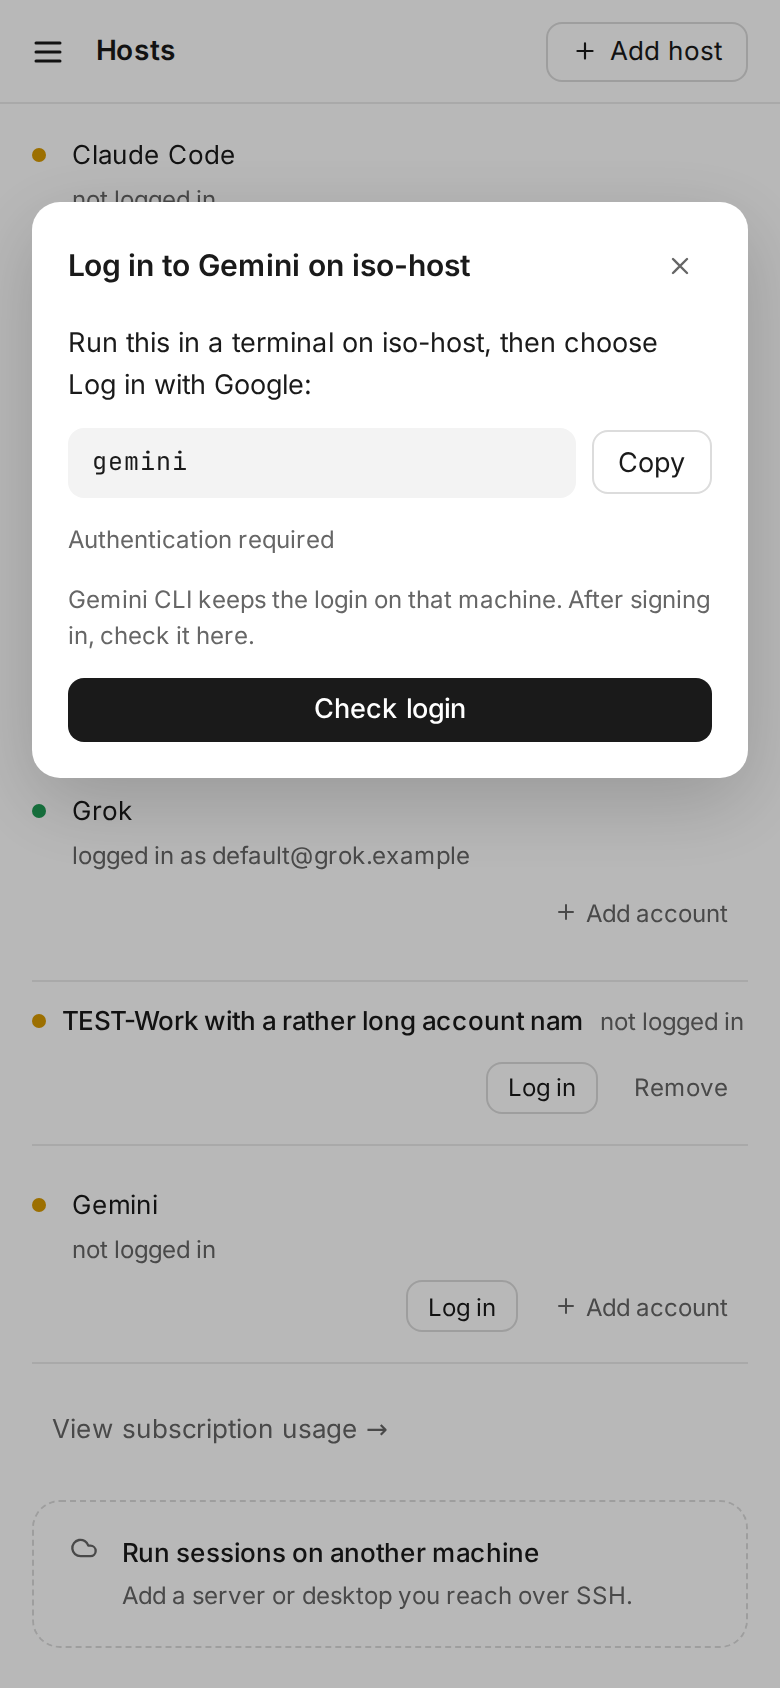 Hosts
+ Add host
Claude Code
not logged in
Log in to Gemini on iso-host
Run this in a terminal on iso-host, then choose
Log in with Google:
gemini
Copy
Authentication required
Gemini CLI keeps the login on that machine. After signing
in, check it here.
Check login
Grok
logged in as default@grok.example
+ Add account
TEST-Work with a rather long account nam not logged in
Log in
Remove
Gemini
not logged in
Log in
+ Add account
View subscription usage →
Run sessions on another machine
Add a server or desktop you reach over SSH.